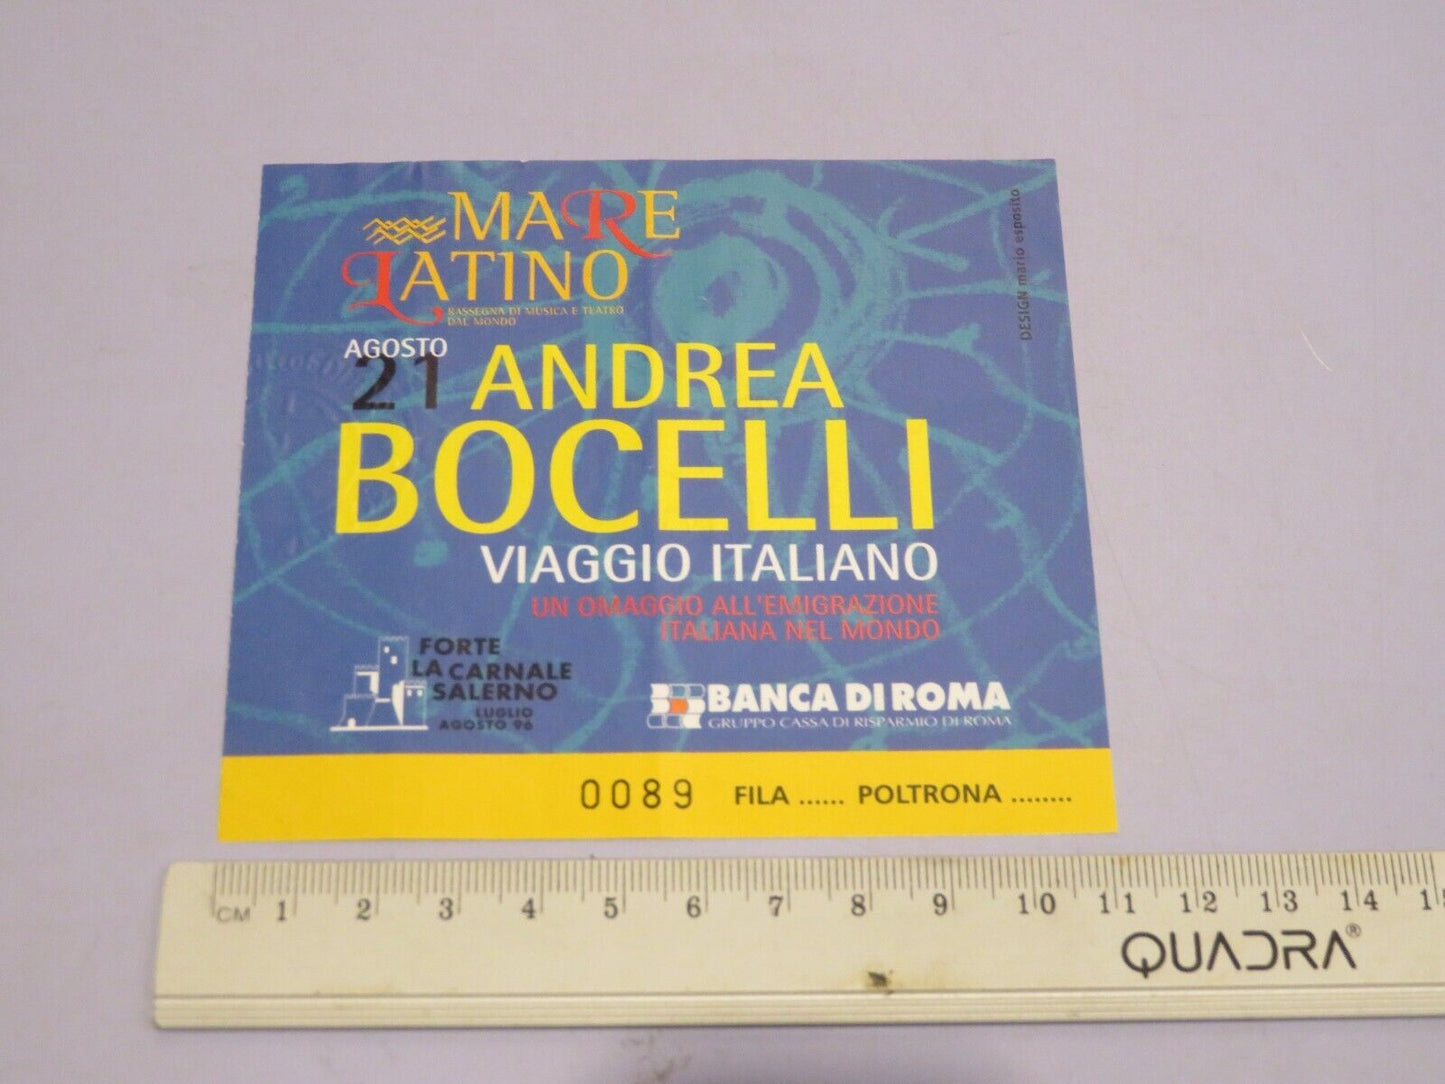 MARE
LATINO
RASSEGNA DI MUSICA E TEATRO
DAL MONDO
DESIGN mario esposito
AGOSTO
21 ANDREA
BOCELLI
VIAGGIO ITALIANO
UN OMAGGIO ALL'EMIGRAZIONE
ITALIANA NEL MONDO
FORTE
LA CARNALE
SALERNO
LUGLIO
AGOSTO 96
BANCA DI ROMA
GRUPPO CASSA DI RISPARMIO DI ROMA
0089 FILA ...... POLTRONA ........
CM 1 2 3 4 5 6 7 8 9 10 11 12 13 14 15
QUADRA®